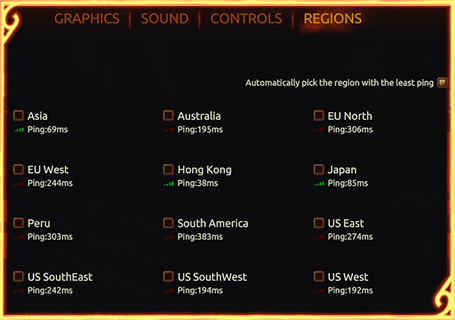 GRAPHICS SOUND CONTROLS REGIONS
Automatically pick the region with the least ping
Asia Australia EU North
Ping:69ms Ping:195ms Ping:306ms
EU West Hong Kong Japan
Ping:244ms Ping:38ms Ping:85ms
Peru South America US East
Ping:303ms Ping:383ms Ping:274ms
US SouthEast US SouthWest US West
Ping:242ms Ping:194ms Ping:192ms